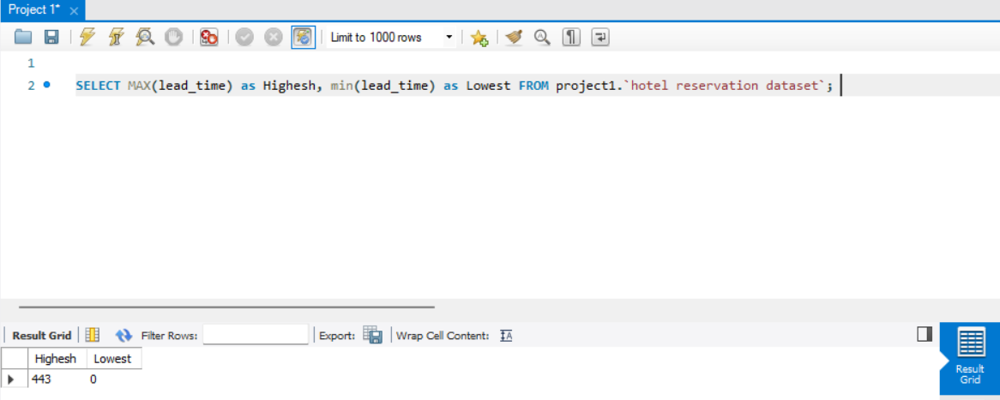 Project 1*
Limit to 1000 rows
1
2 SELECT MAX(lead_time) as Highesh, min(lead_time) as Lowest FROM project1.`hotel reservation dataset`;
Result Grid Filter Rows: Export: Wrap Cell Content: IA
Highesh Lowest
443 0
Result
Grid